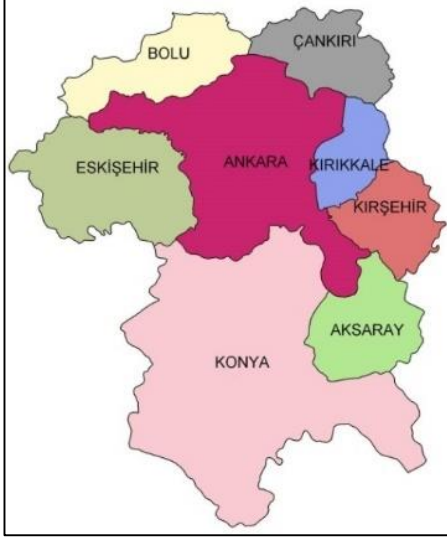 BOLU
ÇANKIRI
ESKİŞEHİR
ANKARA
KIRIKKALE
KIRŞEHİR
AKSARAY
KONYA